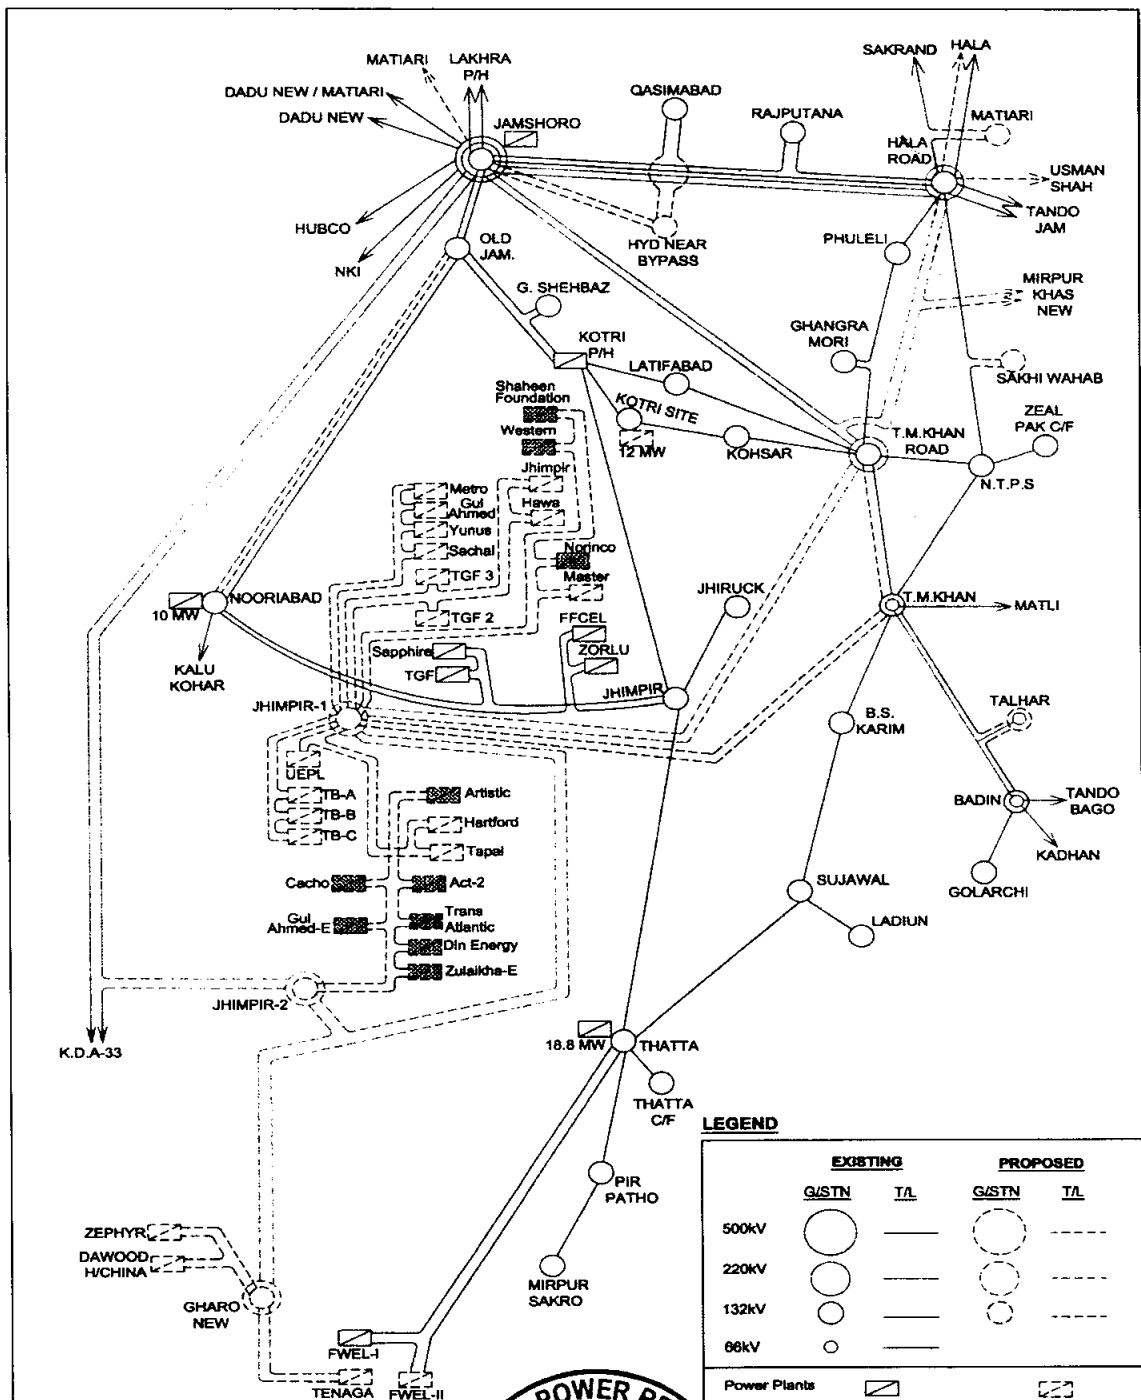 MATIARI
LAKHRA
P/H
DADU NEW / MATIARI
DADU NEW
JAMSHORO
QASIMABAD
RAJPUTANA
SAKRAND
HALA
MATIARI
HALA
ROAD
USMAN
SHAH
TANDO
JAM
HUBCO
NKI
OLD
JAM.
HYD NEAR
BYPASS
PHULELI
G. SHEHBAZ
MIRPUR
KHAS
NEW
KOTRI
P/H
GHANGRA
MORI
LATIFABAD
SAKHI WAHAB
Shaheen
Foundation
KOTRI SITE
ZEAL
PAK C/F
Western
12 MW
KOHSAR
T.M.KHAN
ROAD
N.T.P.S
Jhimpir
Metro
Gul
Ahmed
Hawa
Yunus
Sachal
Norinco
TGF 3
Master
NOORIABAD
10 MW
TGF 2
JHIRUCK
T.M.KHAN
MATLI
FFCEL
KALU
KOHAR
Sapphire
ZORLU
TGF
JHIMPIR
JHIMPIR-1
B.S.
KARIM
TALHAR
UEPL
TB-A
TB-B
TB-C
Artistic
Hartford
Tapal
BADIN
TANDO
BAGO
KADHAN
GOLARCHI
Cacho
Act-2
SUJAWAL
Gul
Ahmed-E
Trans
Atlantic
LADIUN
Din Energy
Zulaikha-E
JHIMPIR-2
K.D.A-33
18.8 MW
THATTA
THATTA
C/F
LEGEND
EXISTING
PROPOSED
G/STN
T/L
G/STN
T/L
500kV
220kV
132kV
66kV
Power Plants
PIR
PATHO
MIRPUR
SAKRO
ZEPHYR
DAWOOD
H/CHINA
GHARO
NEW
FWEL-I
TENAGA
FWEL-II
POWER